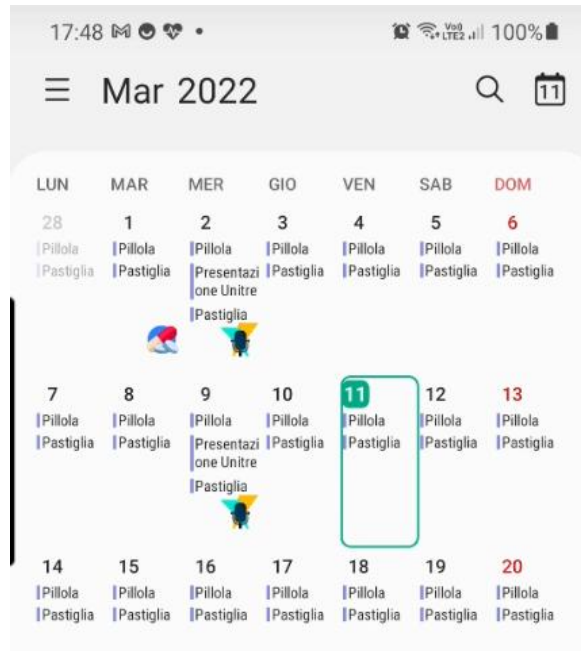 17:48 Vo) LTE2 100%
Mar 2022 11
LUN MAR MER GIO VEN SAB DOM
28 1 2 3 4 5 6
Pillola Pillola Pillola Pillola Pillola Pillola Pillola
Pastiglia Pastiglia Presentazi Pastiglia Pastiglia Pastiglia Pastiglia
one Unitre
Pastiglia
7 8 9 10 11 12 13
Pillola Pillola Pillola Pillola Pillola Pillola Pillola
Pastiglia Pastiglia Presentazi Pastiglia Pastiglia Pastiglia Pastiglia
one Unitre
Pastiglia
14 15 16 17 18 19 20
Pillola Pillola Pillola Pillola Pillola Pillola Pillola
Pastiglia Pastiglia Pastiglia Pastiglia Pastiglia Pastiglia Pastiglia